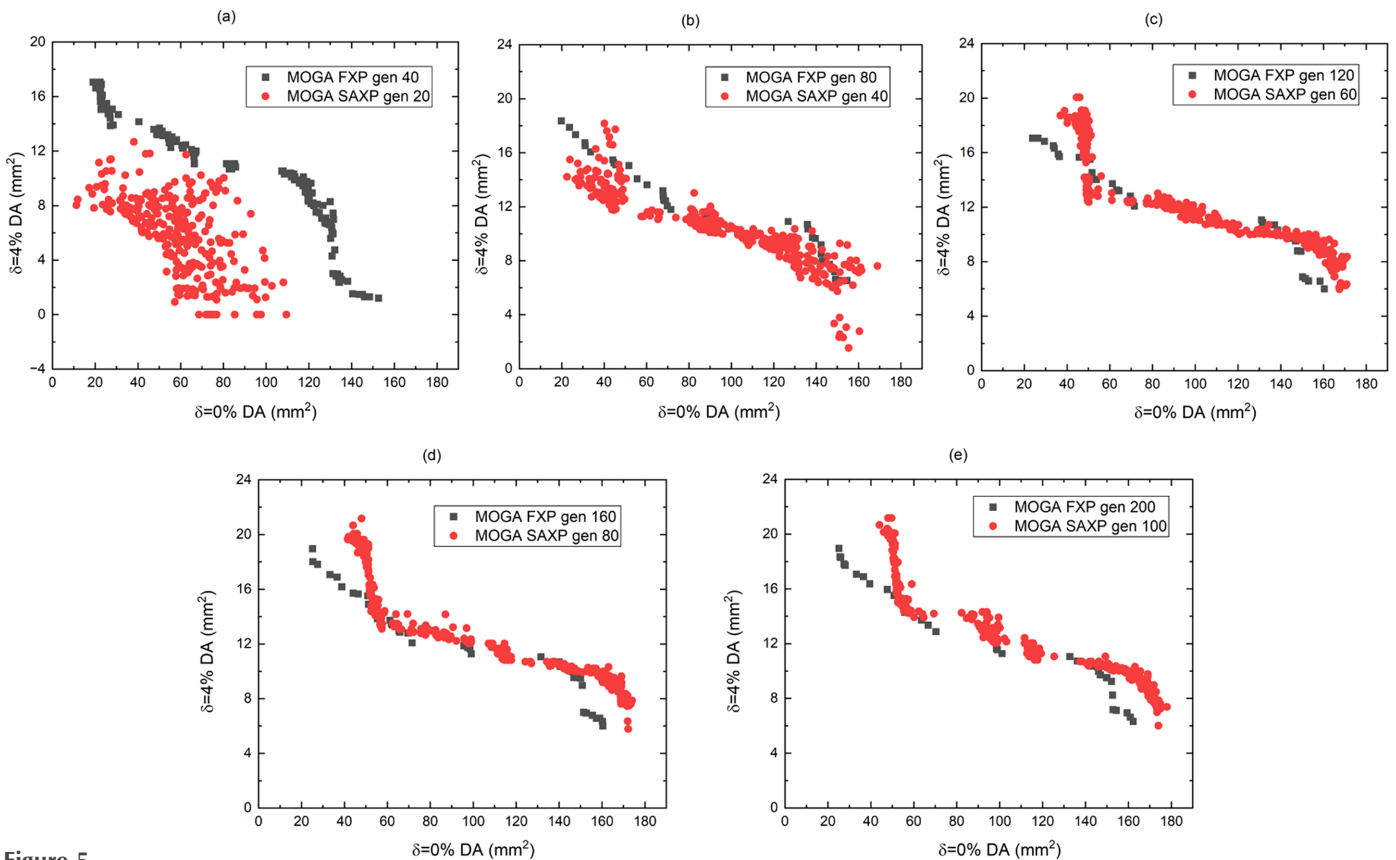 (a)
20
16
12
8
4
0
−4
δ=4% DA (mm²)
MOGA FXP gen 40
MOGA SAXP gen 20
0 20 40 60 80 100 120 140 160 180
δ=0% DA (mm²)
(b)
24
20
16
12
8
4
0
δ=4% DA (mm²)
MOGA FXP gen 80
MOGA SAXP gen 40
0 20 40 60 80 100 120 140 160 180
δ=0% DA (mm²)
(c)
24
20
16
12
8
4
0
δ=4% DA (mm²)
MOGA FXP gen 120
MOGA SAXP gen 60
0 20 40 60 80 100 120 140 160 180
δ=0% DA (mm²)
(d)
24
20
16
12
8
4
0
δ=4% DA (mm²)
MOGA FXP gen 160
MOGA SAXP gen 80
0 20 40 60 80 100 120 140 160 180
δ=0% DA (mm²)
(e)
24
20
16
12
8
4
0
δ=4% DA (mm²)
MOGA FXP gen 200
MOGA SAXP gen 100
0 20 40 60 80 100 120 140 160 180
δ=0% DA (mm²)
Figure 5